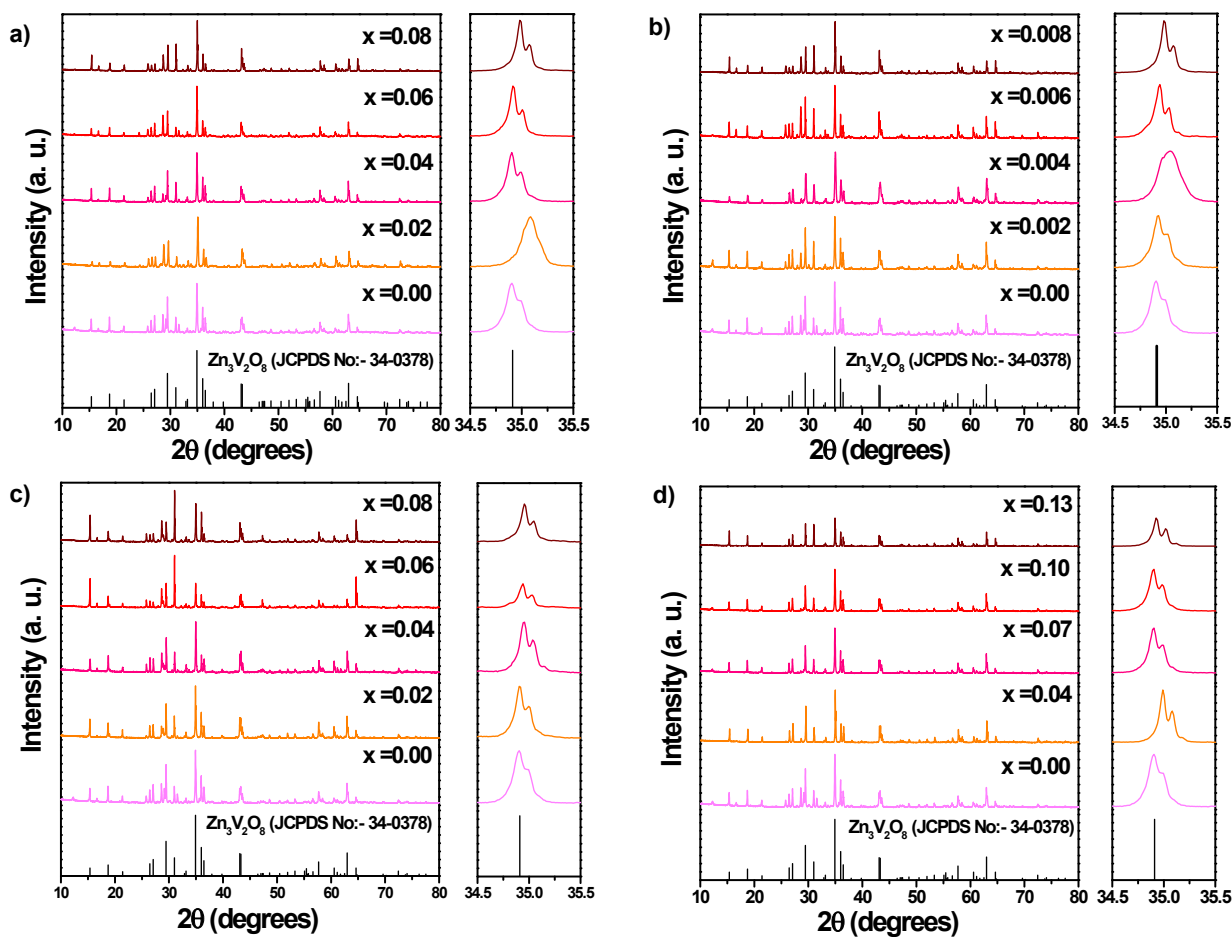 a)
x =0.08
x =0.06
x =0.04
x =0.02
x =0.00
Zn₃V₂O₈ (JCPDS No:- 34-0378)
Intensity (a. u.)
10 20 30 40 50 60 70 80
2θ (degrees)
34.5 35.0 35.5
b)
x =0.008
x =0.006
x =0.004
x =0.002
x =0.00
Zn₃V₂O₈ (JCPDS No:- 34-0378)
Intensity (a. u.)
10 20 30 40 50 60 70 80
2θ (degrees)
34.5 35.0 35.5
c)
x =0.08
x =0.06
x =0.04
x =0.02
x =0.00
Zn₃V₂O₈ (JCPDS No:- 34-0378)
Intensity (a. u.)
10 20 30 40 50 60 70 80
2θ (degrees)
34.5 35.0 35.5
d)
x =0.13
x =0.10
x =0.07
x =0.04
x =0.00
Zn₃V₂O₈ (JCPDS No:- 34-0378)
Intensity (a. u.)
10 20 30 40 50 60 70 80
2θ (degrees)
34.5 35.0 35.5